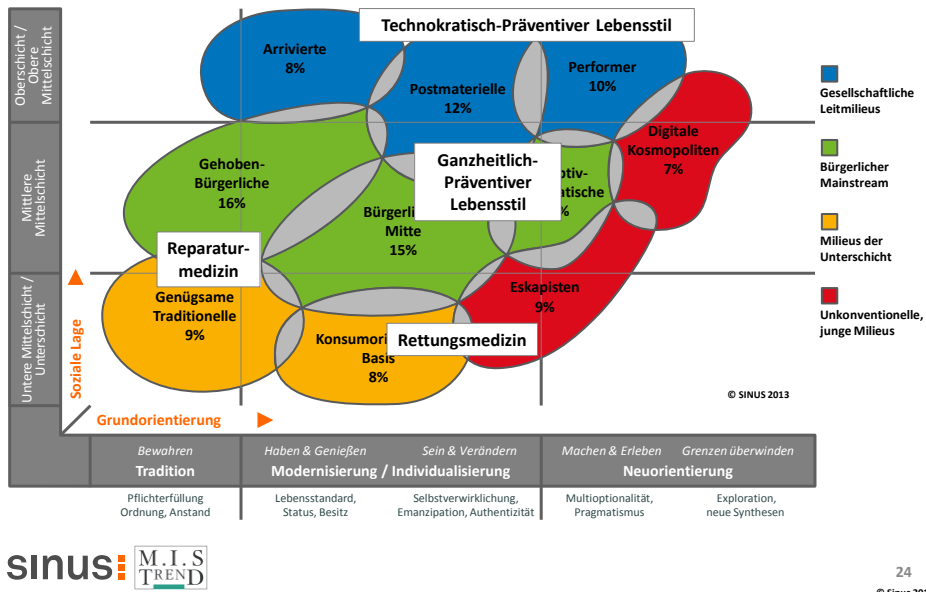 Technokratisch-Präventiver Lebensstil
Oberschicht /
Obere
Mittelschicht
Arrivierte
8%
Postmaterielle
12%
Performer
10%
Digitale
Kosmopoliten
7%
Gesellschaftliche
Leitmilieus
Mittlere
Mittelschicht
Gehoben-
Bürgerliche
16%
Ganzheitlich-
Präventiver
Lebensstil
Mitte
15%
Bürgerlicher
Mainstream
Reparatur-
medizin
Milieus der
Unterschicht
Untere Mittelschicht /
Unterschicht
Soziale Lage
Genügsame
Traditionelle
9%
Basis
8%
Rettungsmedizin
Eskapisten
9%
Unkonventionelle,
junge Milieus
© SINUS 2013
Grundorientierung
Bewahren
Tradition
Haben & Genießen
Sein & Verändern
Modernisierung / Individualisierung
Machen & Erleben
Grenzen überwinden
Neuorientierung
Pflichterfüllung
Ordnung, Anstand
Lebensstandard,
Status, Besitz
Selbstverwirklichung,
Emanzipation, Authentizität
Multioptionalität,
Pragmatismus
Exploration,
neue Synthesen
sinus
M.I.S
TREND
24
© Sinus